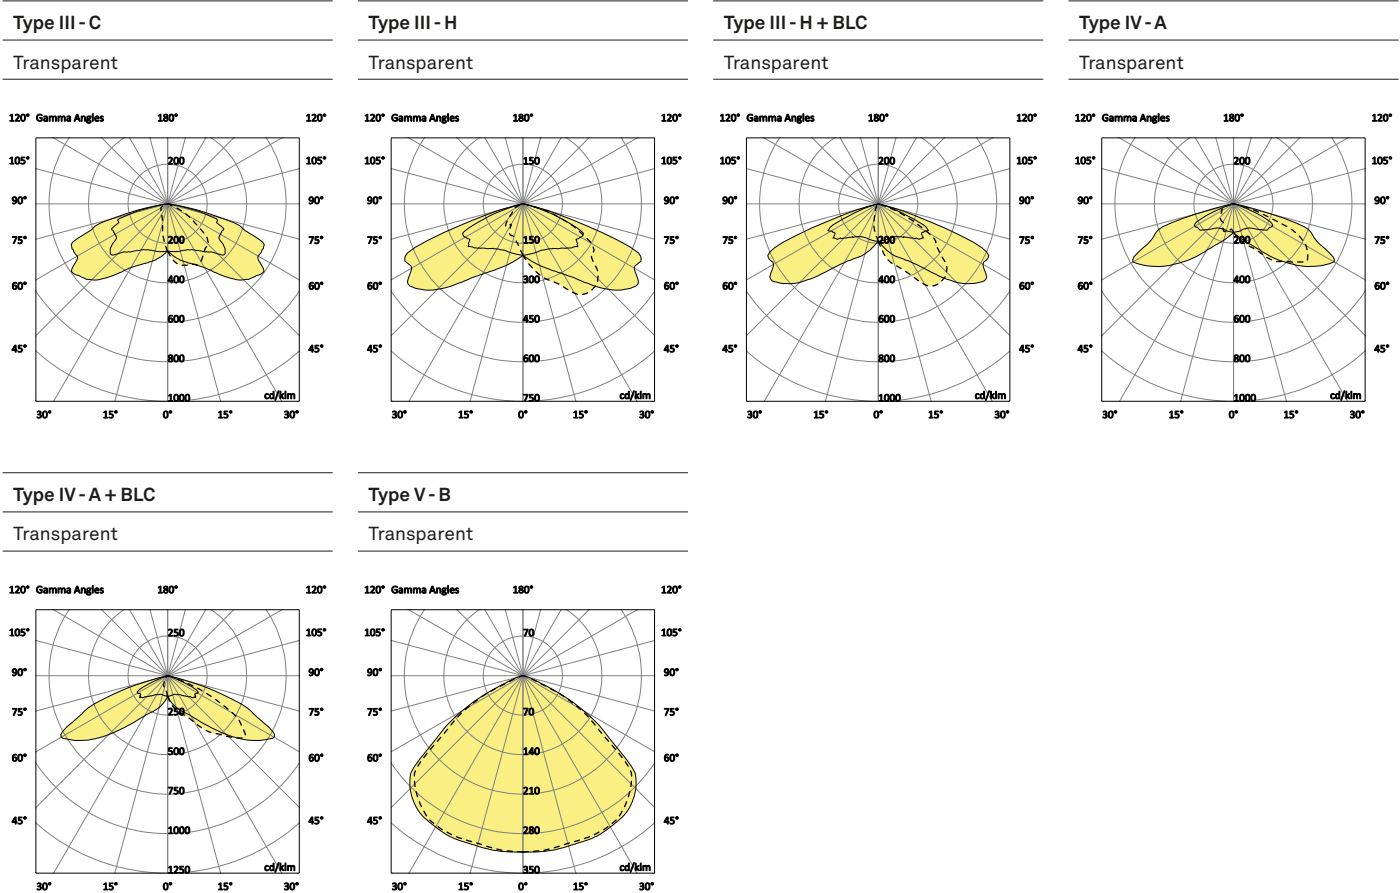 Type III - C
Transparent
120° Gamma Angles 180° 120°
105° 200 105°
90° 90°
75° 200 75°
60° 400 60°
600
45° 800 45°
1000 cd/klm
30° 15° 0° 15° 30°
Type III - H
Transparent
120° Gamma Angles 180° 120°
105° 150 105°
90° 90°
75° 150 75°
60° 300 60°
450
45° 600 45°
750 cd/klm
30° 15° 0° 15° 30°
Type III - H + BLC
Transparent
120° Gamma Angles 180° 120°
105° 200 105°
90° 90°
75° 200 75°
60° 400 60°
600
45° 800 45°
1000 cd/klm
30° 15° 0° 15° 30°
Type IV - A
Transparent
120° Gamma Angles 180° 120°
105° 200 105°
90° 90°
75° 200 75°
60° 400 60°
600
45° 800 45°
1000 cd/klm
30° 15° 0° 15° 30°
Type IV - A + BLC
Transparent
120° Gamma Angles 180° 120°
105° 250 105°
90° 90°
75° 250 75°
60° 500 60°
750
45° 1000 45°
1250 cd/klm
30° 15° 0° 15° 30°
Type V - B
Transparent
120° Gamma Angles 180° 120°
105° 70 105°
90° 90°
75° 70 75°
60° 140 60°
210
45° 280 45°
350 cd/klm
30° 15° 0° 15° 30°